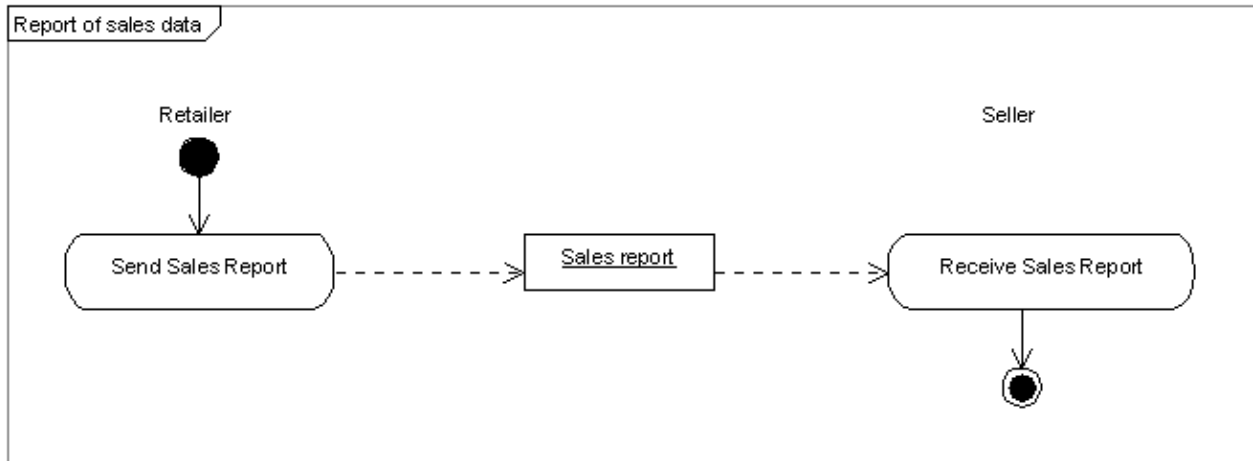 Report of sales data
Retailer
Seller
Send Sales Report
Sales report
Receive Sales Report